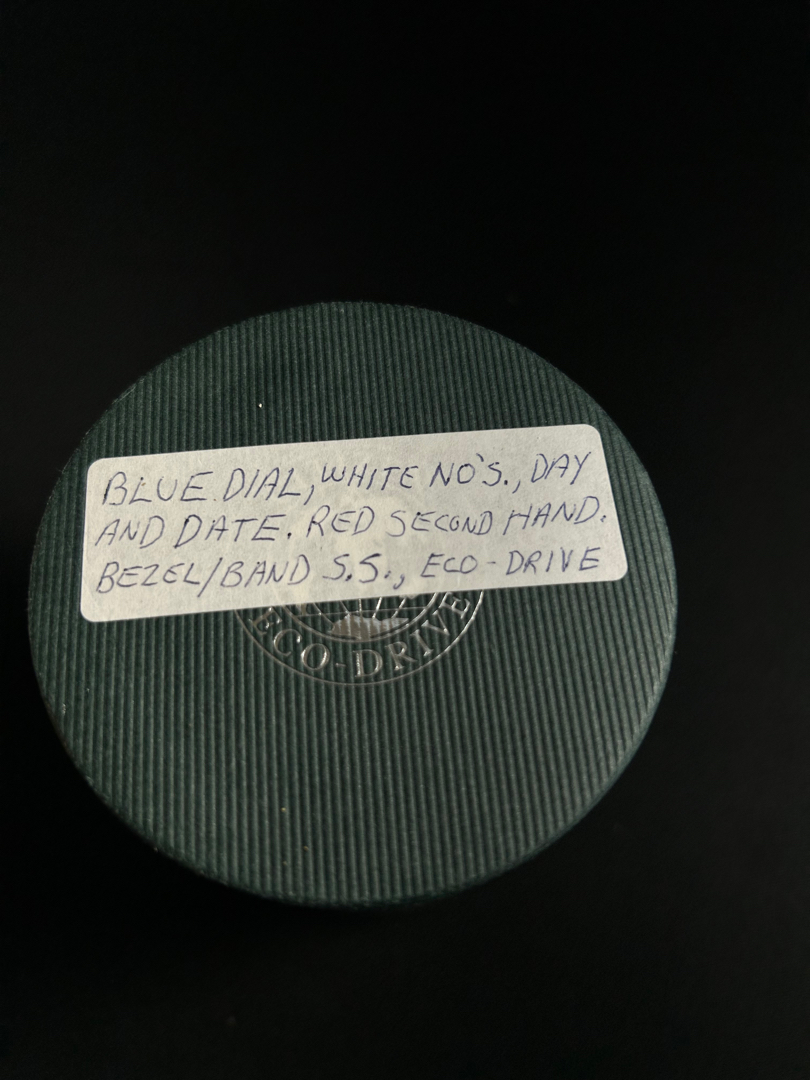 BLUE DIAL, WHITE NO'S., DAY
AND DATE. RED SECOND HAND.
BEZEL/BAND S.S., ECO-DRIVE
ECO-DRIVE